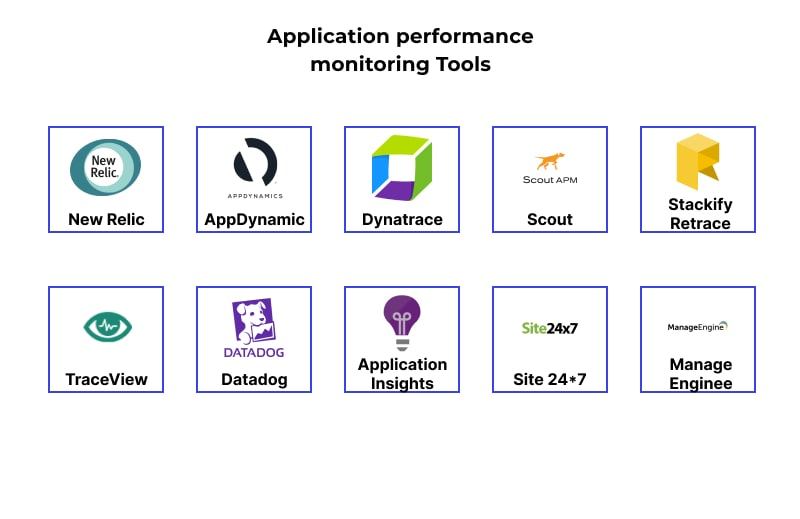 Application performance
monitoring Tools
New
Relic.
APPDYNAMICS
Scout APM
New Relic
AppDynamic
Dynatrace
Scout
Stackify
Retrace
DATADOG
Site24x7
ManageEngine
TraceView
Datadog
Application
Insights
Site 24*7
Manage
Enginee